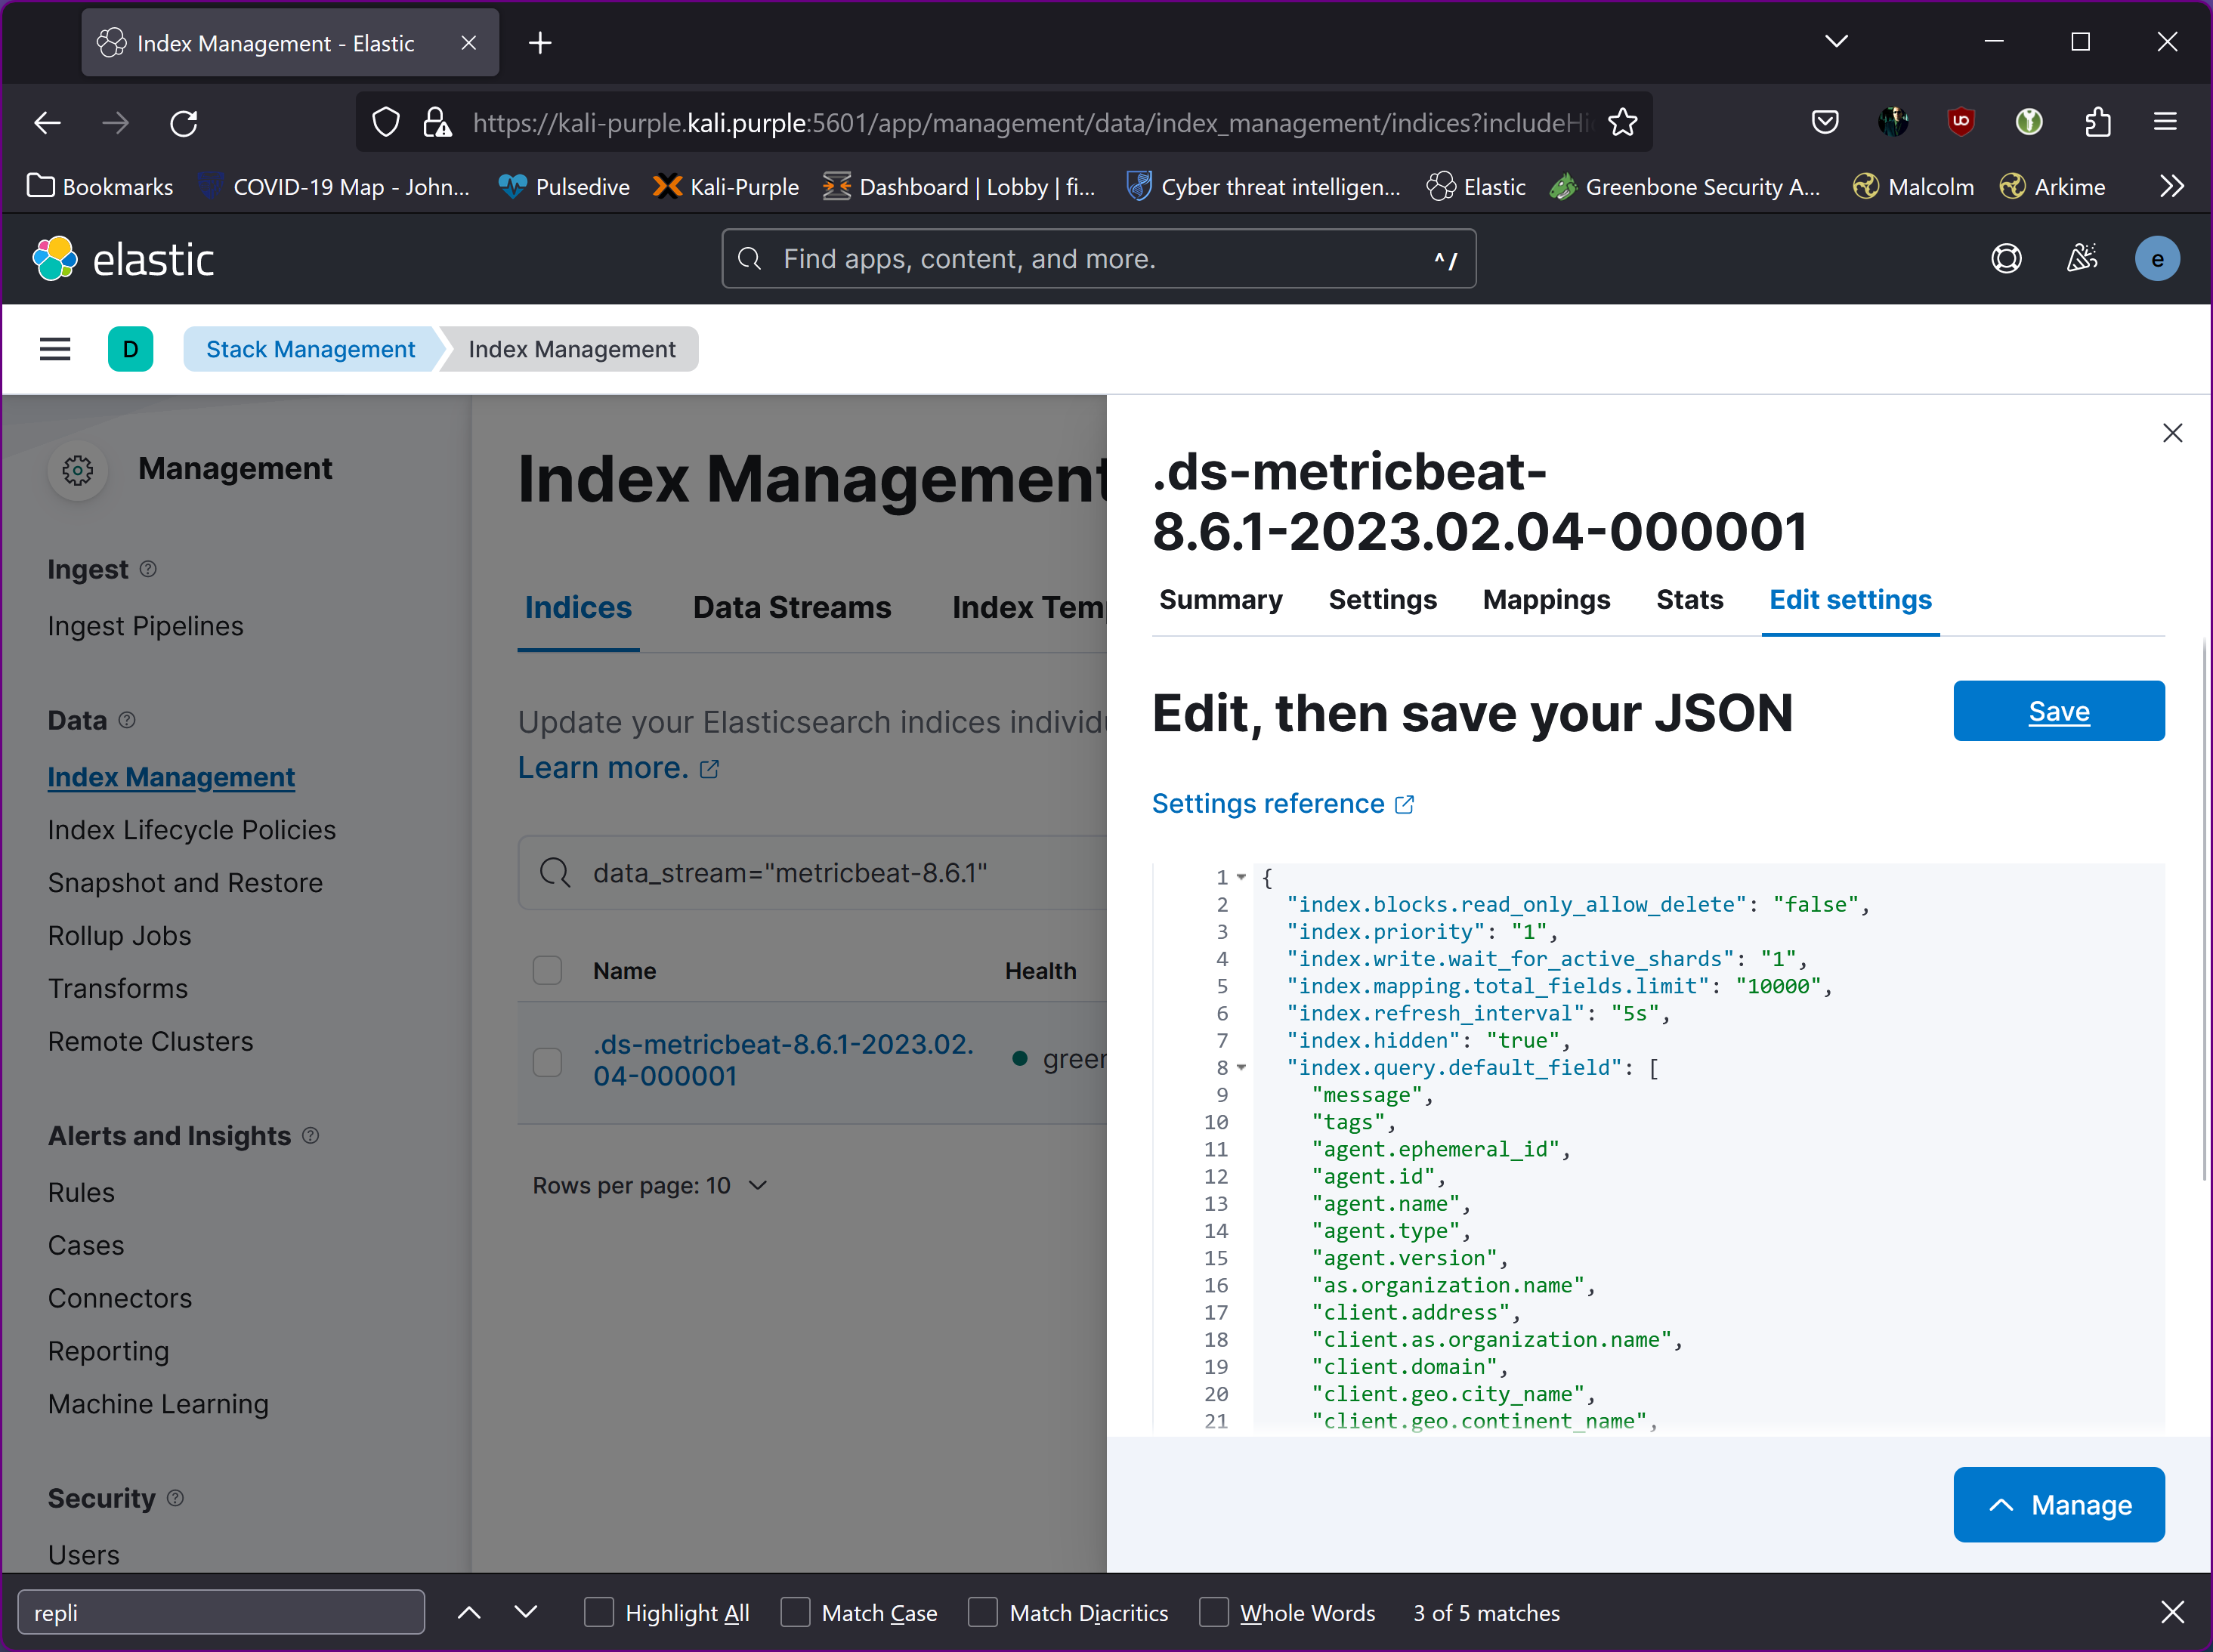 Index Management - Elastic
https://kali-purple.kali.purple:5601/app/management/data/index_management/indices?includeHi
Bookmarks
COVID-19 Map - John...
Pulsedive
Kali-Purple
Dashboard | Lobby | fi...
Cyber threat intelligen...
Elastic
Greenbone Security A...
Malcolm
Arkime
elastic
Find apps, content, and more.
^/
e
D
Stack Management
Index Management
Management
Ingest
Ingest Pipelines
Data
Index Management
Index Lifecycle Policies
Snapshot and Restore
Rollup Jobs
Transforms
Remote Clusters
Alerts and Insights
Rules
Cases
Connectors
Reporting
Machine Learning
Security
Users
Index Management
Indices
Data Streams
Index Tem
Update your Elasticsearch indices individu
Learn more.
data_stream="metricbeat-8.6.1"
Name
Health
.ds-metricbeat-8.6.1-2023.02.
04-000001
green
Rows per page: 10
.ds-metricbeat-
8.6.1-2023.02.04-000001
Summary
Settings
Mappings
Stats
Edit settings
Edit, then save your JSON
Save
Settings reference
1 {
2 "index.blocks.read_only_allow_delete": "false",
3 "index.priority": "1",
4 "index.write.wait_for_active_shards": "1",
5 "index.mapping.total_fields.limit": "10000",
6 "index.refresh_interval": "5s",
7 "index.hidden": "true",
8 "index.query.default_field": [
9 "message",
10 "tags",
11 "agent.ephemeral_id",
12 "agent.id",
13 "agent.name",
14 "agent.type",
15 "agent.version",
16 "as.organization.name",
17 "client.address",
18 "client.as.organization.name",
19 "client.domain",
20 "client.geo.city_name",
21 "client.geo.continent_name",
Manage
repli
Highlight All
Match Case
Match Diacritics
Whole Words
3 of 5 matches